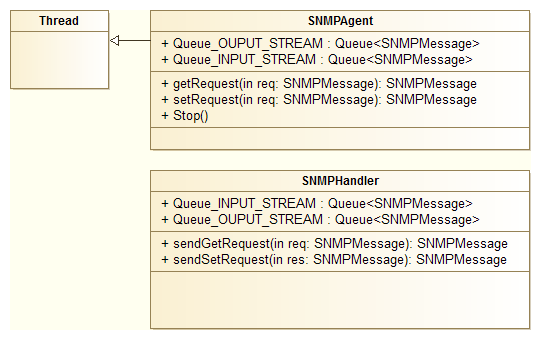 Thread
SNMPAgent
+ Queue_OUPUT_STREAM : Queue<SNMPMessage>
+ Queue_INPUT_STREAM : Queue<SNMPMessage>
+ getRequest(in req: SNMPMessage): SNMPMessage
+ setRequest(in req: SNMPMessage): SNMPMessage
+ Stop()
SNMPHandler
+ Queue_INPUT_STREAM : Queue<SNMPMessage>
+ Queue_OUPUT_STREAM : Queue<SNMPMessage>
+ sendGetRequest(in req: SNMPMessage): SNMPMessage
+ sendSetRequest(in res: SNMPMessage): SNMPMessage